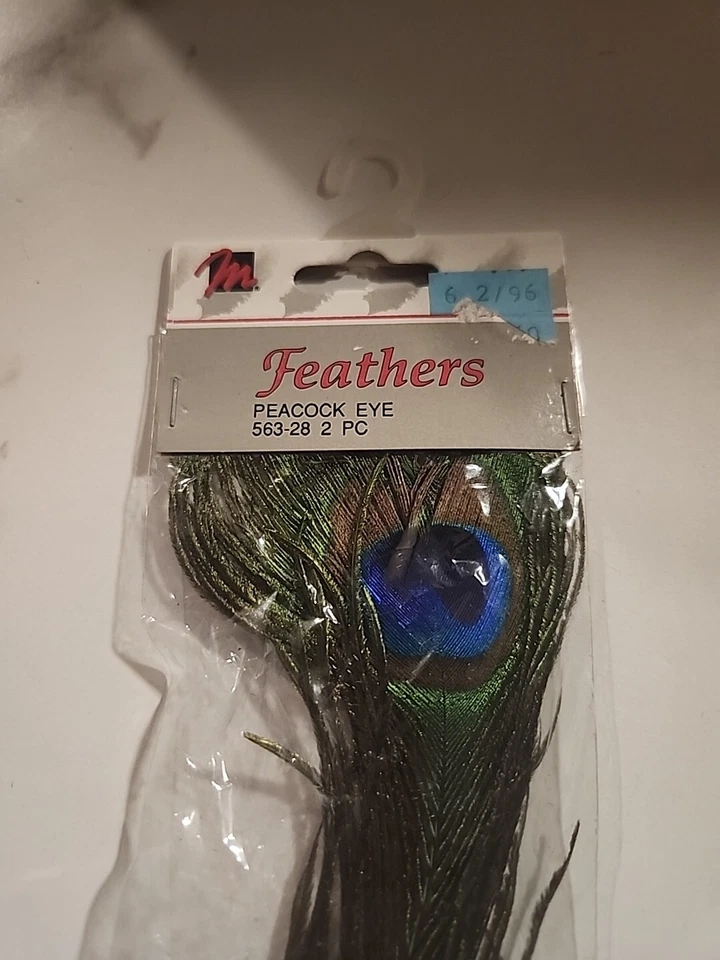 m
6 2/96
Feathers
PEACOCK EYE
563-28 2 PC